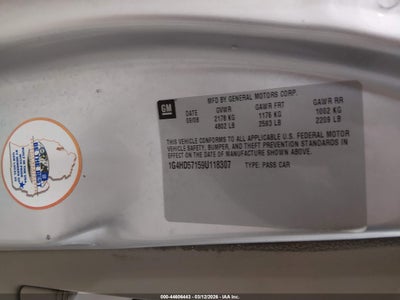 MFD BY GENERAL MOTORS CORP.
GM
DATE GVWR GAWR FRT GAWR RR
09/08 2178 KG 1176 KG 1002 KG
4802 LB 2593 LB 2209 LB
THIS VEHICLE CONFORMS TO ALL APPLICABLE U.S. FEDERAL MOTOR
VEHICLE SAFETY, BUMPER, AND THEFT PREVENTION STANDARDS IN
EFFECT ON THE DATE OF MANUFACTURE SHOWN ABOVE.
1G4HD57159U118307 TYPE: PASS CAR
000-44606443 - 03/12/2026 - IAA Inc.